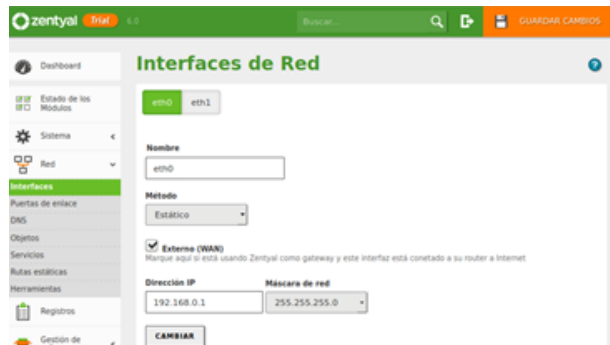 zentyal Trial 6.0 Buscar... GUARDAR CAMBIOS
Dashboard
Estado de los
Módulos
Sistema
Red
Interfaces
Puertas de enlace
DNS
Objetos
Servicios
Rutas estáticas
Herramientas
Registros
Gestión de
Interfaces de Red
eth0 eth1
Nombre
eth0
Método
Estático
Externo (WAN)
Marque aquí si está usando Zentyal como gateway y este interfaz está conetado a su router a Internet
Dirección IP Máscara de red
192.168.0.1 255.255.255.0
CAMBIAR